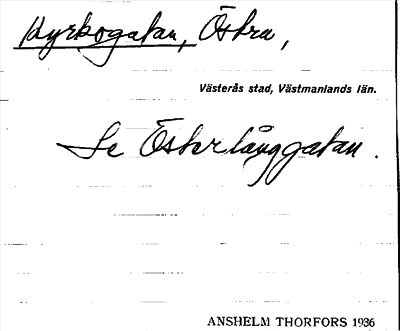 Kyrkogatan, Östra,
Västerås stad, Västmanlands län.
Se Österlånggatan.
ANSHELM THORFORS 1936